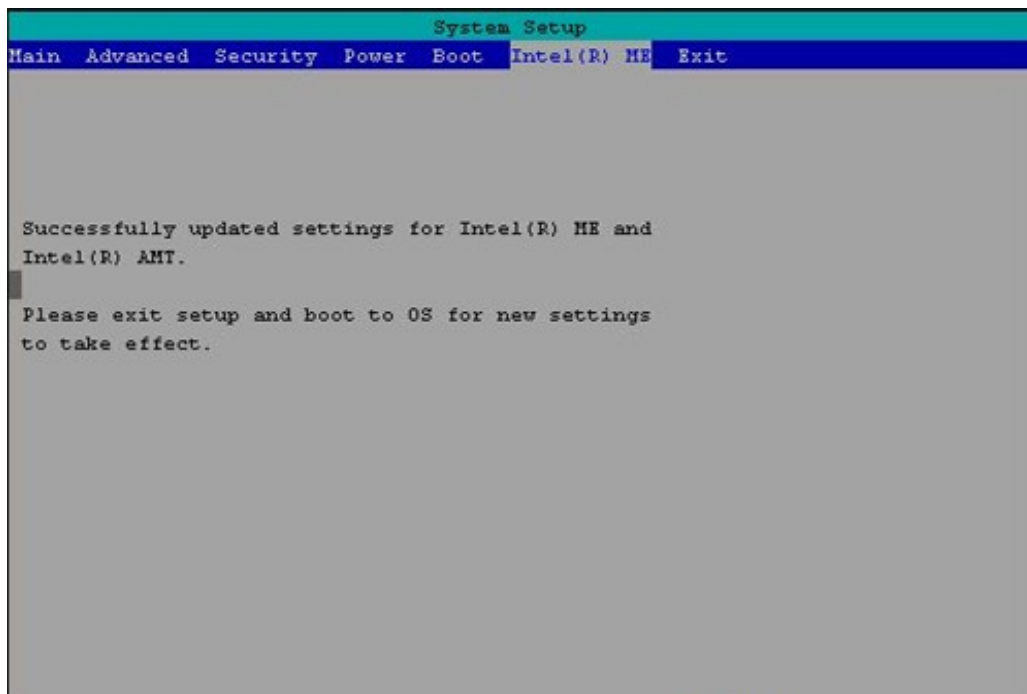 System Setup
Main Advanced Security Power Boot Intel(R) ME Exit
Successfully updated settings for Intel(R) ME and
Intel(R) AMT.
Please exit setup and boot to OS for new settings
to take effect.